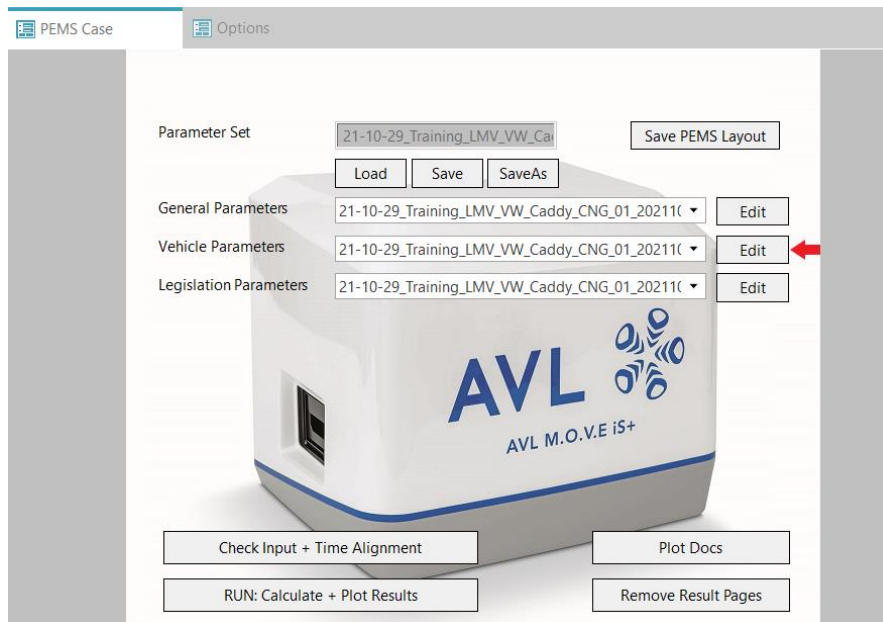 PEMS Case
Options
Parameter Set
21-10-29_Training_LMV_VW_Ca
Save PEMS Layout
Load
Save
SaveAs
General Parameters
21-10-29_Training_LMV_VW_Caddy_CNG_01_20211(
Edit
Vehicle Parameters
21-10-29_Training_LMV_VW_Caddy_CNG_01_20211(
Edit
Legislation Parameters
21-10-29_Training_LMV_VW_Caddy_CNG_01_20211(
Edit
AVL
AVL M.O.V.E iS+
Check Input + Time Alignment
Plot Docs
RUN: Calculate + Plot Results
Remove Result Pages